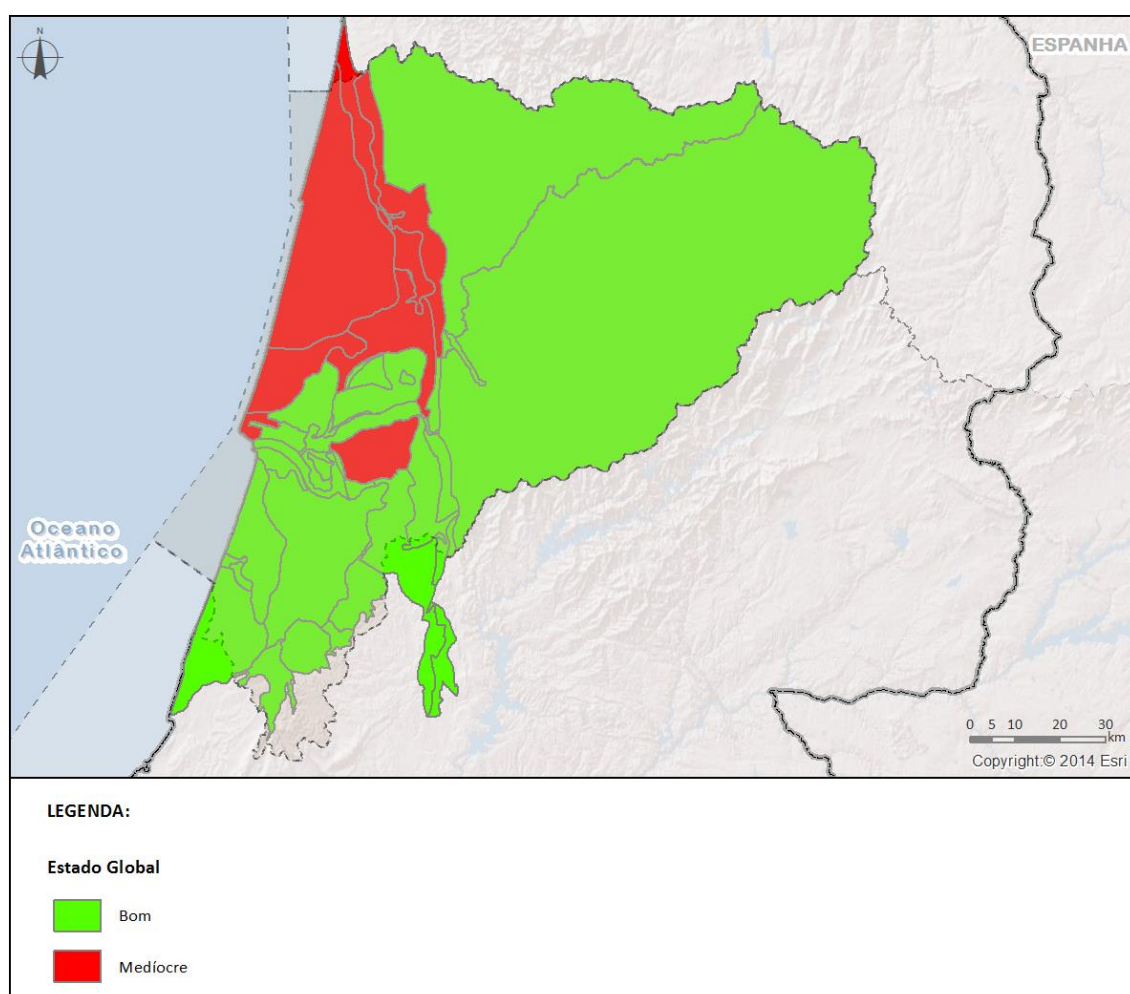 N
ESPANHA
Oceano
Atlântico
0 5 10 20 30
km
Copyright:© 2014 Esri
LEGENDA:
Estado Global
Bom
Medíocre